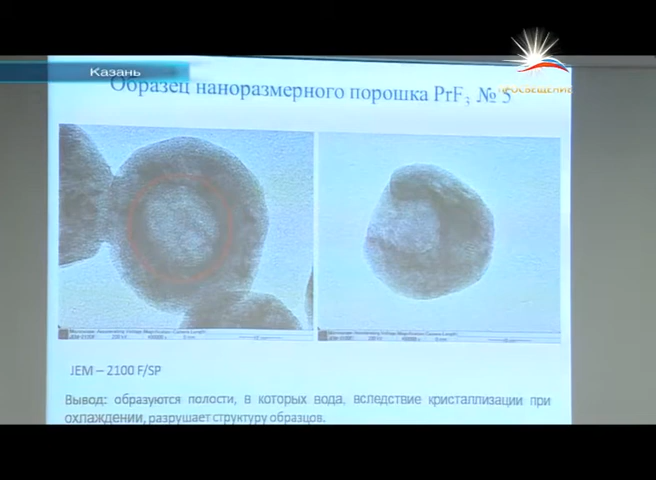 Казань
ПРОСВЕЩЕНИЕ
Образец наноразмерного порошка PrF₃ № 5
JEM – 2100 F/SP
Вывод: образуются полости, в которых вода, вследствие кристаллизации при
охлаждении, разрушает структуру образцов.